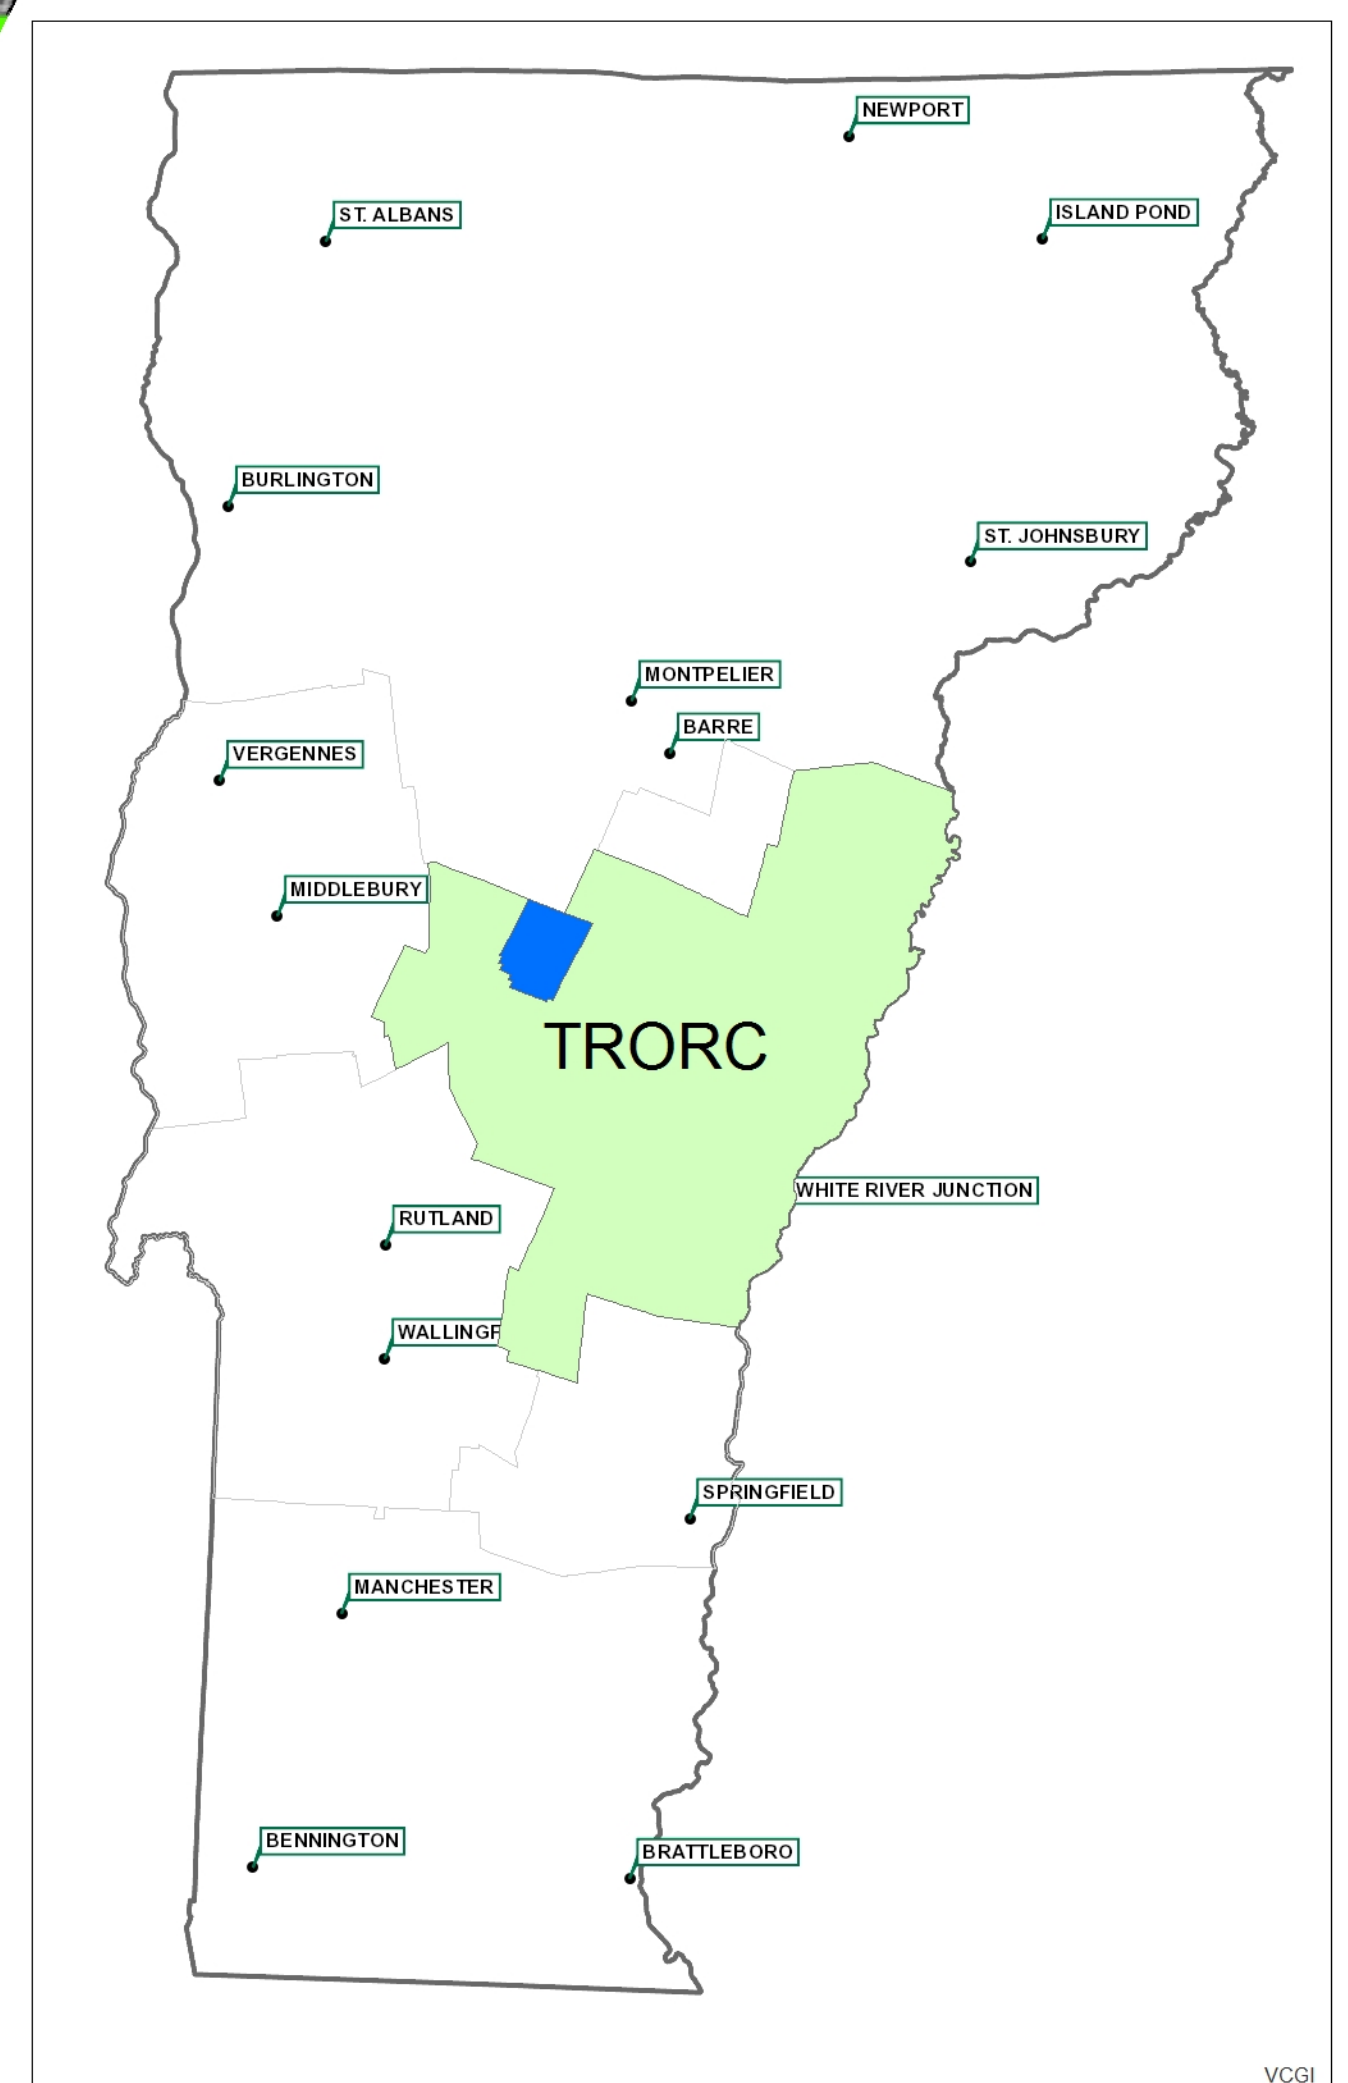 NEWPORT
ST. ALBANS
ISLAND POND
BURLINGTON
ST. JOHNSBURY
MONTPELIER
BARRE
VERGENNES
MIDDLEBURY
TRORC
WHITE RIVER JUNCTION
RUTLAND
WALLINGF
SPRINGFIELD
MANCHESTER
BENNINGTON
BRATTLEBORO
VCGI